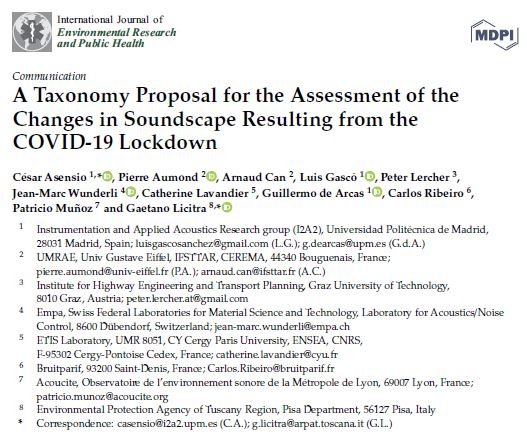 International Journal of
Environmental Research
and Public Health
MDPI
Communication
A Taxonomy Proposal for the Assessment of the
Changes in Soundscape Resulting from the
COVID-19 Lockdown
César Asensio 1,*, Pierre Aumond 2, Arnaud Can 2, Luis Gascó 1, Peter Lercher 3,
Jean-Marc Wunderli 4, Catherine Lavandier 5, Guillermo de Arcas 1, Carlos Ribeiro 6,
Patricio Muñoz 7 and Gaetano Licitra 8,*
1 Instrumentation and Applied Acoustics Research group (I2A2), Universidad Politécnica de Madrid,
28031 Madrid, Spain; luisgascosanchez@gmail.com (L.G.); g.dearcas@upm.es (G.d.A.)
2 UMRAE, Univ Gustave Eiffel, IFSTTAR, CEREMA, 44340 Bouguenais, France;
pierre.aumond@univ-eiffel.fr (P.A.); arnaud.can@ifsttar.fr (A.C.)
3 Institute for Highway Engineering and Transport Planning, Graz University of Technology,
8010 Graz, Austria; peter.lercher.at@gmail.com
4 Empa, Swiss Federal Laboratories for Material Science and Technology, Laboratory for Acoustics/Noise
Control, 8600 Dübendorf, Switzerland; jean-marc.wunderli@empa.ch
5 ETIS Laboratory, UMR 8051, CY Cergy Paris University, ENSEA, CNRS,
F-95302 Cergy-Pontoise Cedex, France; catherine.lavandier@cyu.fr
6 Bruitparif, 93200 Saint-Denis, France; Carlos.Ribeiro@bruitparif.fr
7 Acoucite, Observatoire de l'environnement sonore de la Métropole de Lyon, 69007 Lyon, France;
patricio.munoz@acoucite.org
8 Environmental Protection Agency of Tuscany Region, Pisa Department, 56127 Pisa, Italy
* Correspondence: casensio@i2a2.upm.es (C.A.); g.licitra@arpat.toscana.it (G.L.)